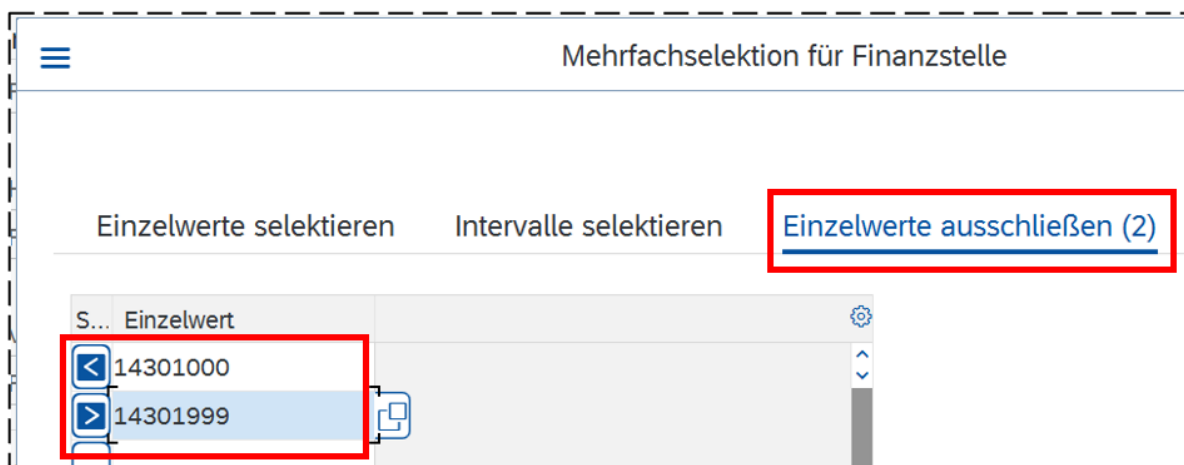 Mehrfachselektion für Finanzstelle
Einzelwerte selektieren Intervalle selektieren Einzelwerte ausschließen (2)
S... Einzelwert
< 14301000
> 14301999